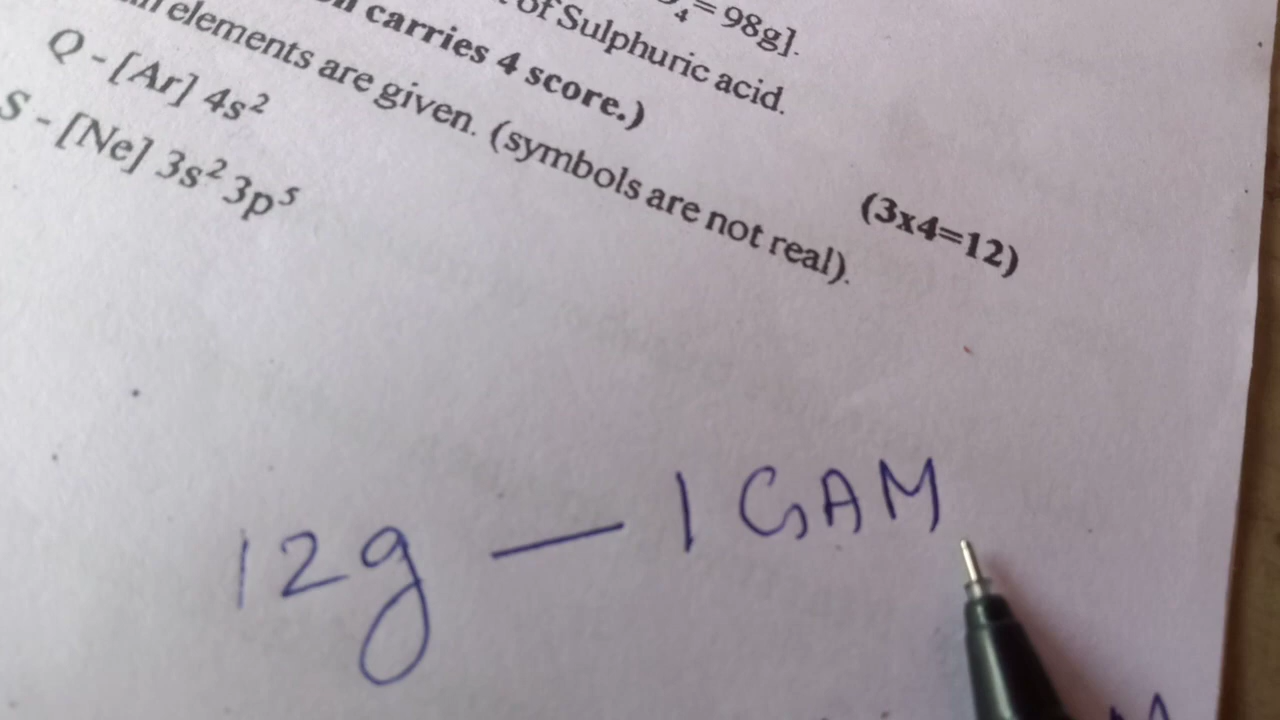 ₄= 98g].
of Sulphuric acid.
carries 4 score.)
(3x4=12)
elements are given. (symbols are not real).
Q - [Ar] 4s²
S - [Ne] 3s² 3p⁵
12g — 1 GAM